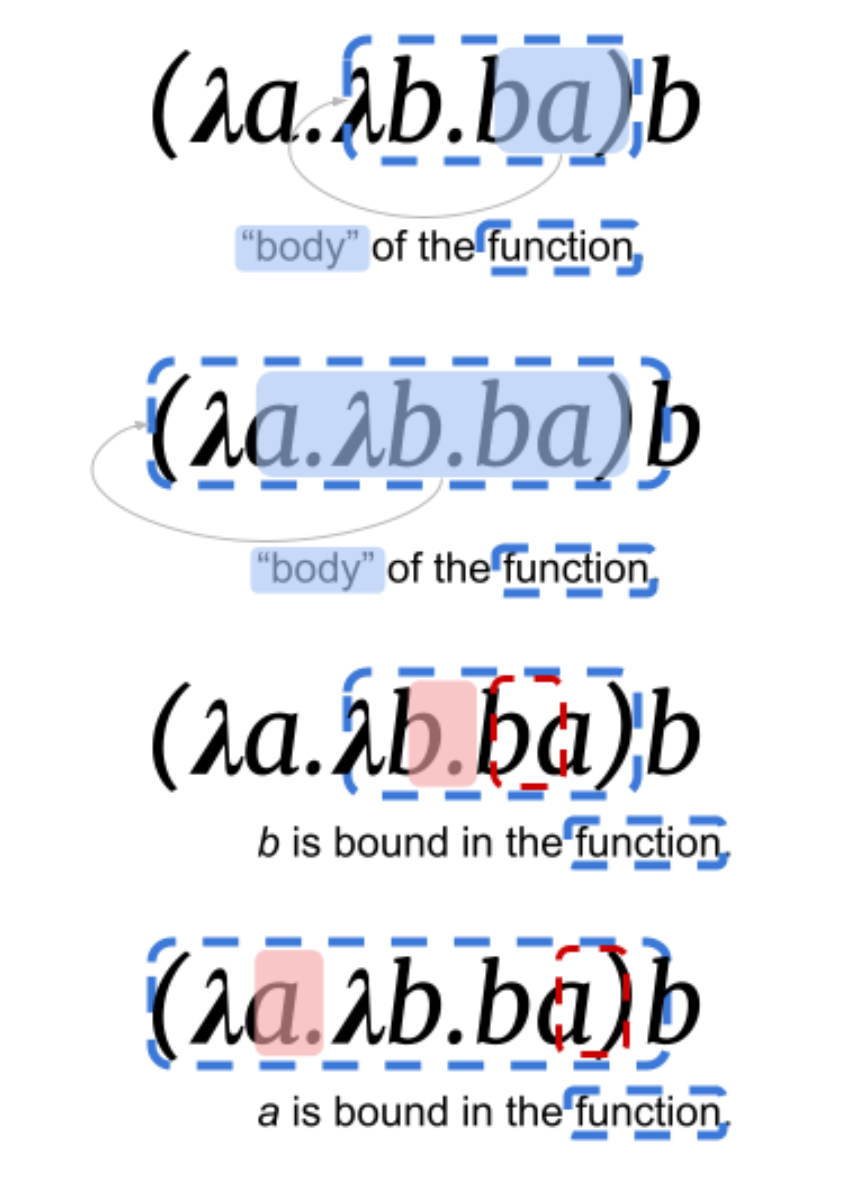 (λa.λb.ba)b
“body” of the function.
(λa.λb.ba)b
“body” of the function.
(λa.λb.ba)b
b is bound in the function.
(λa.λb.ba)b
a is bound in the function.